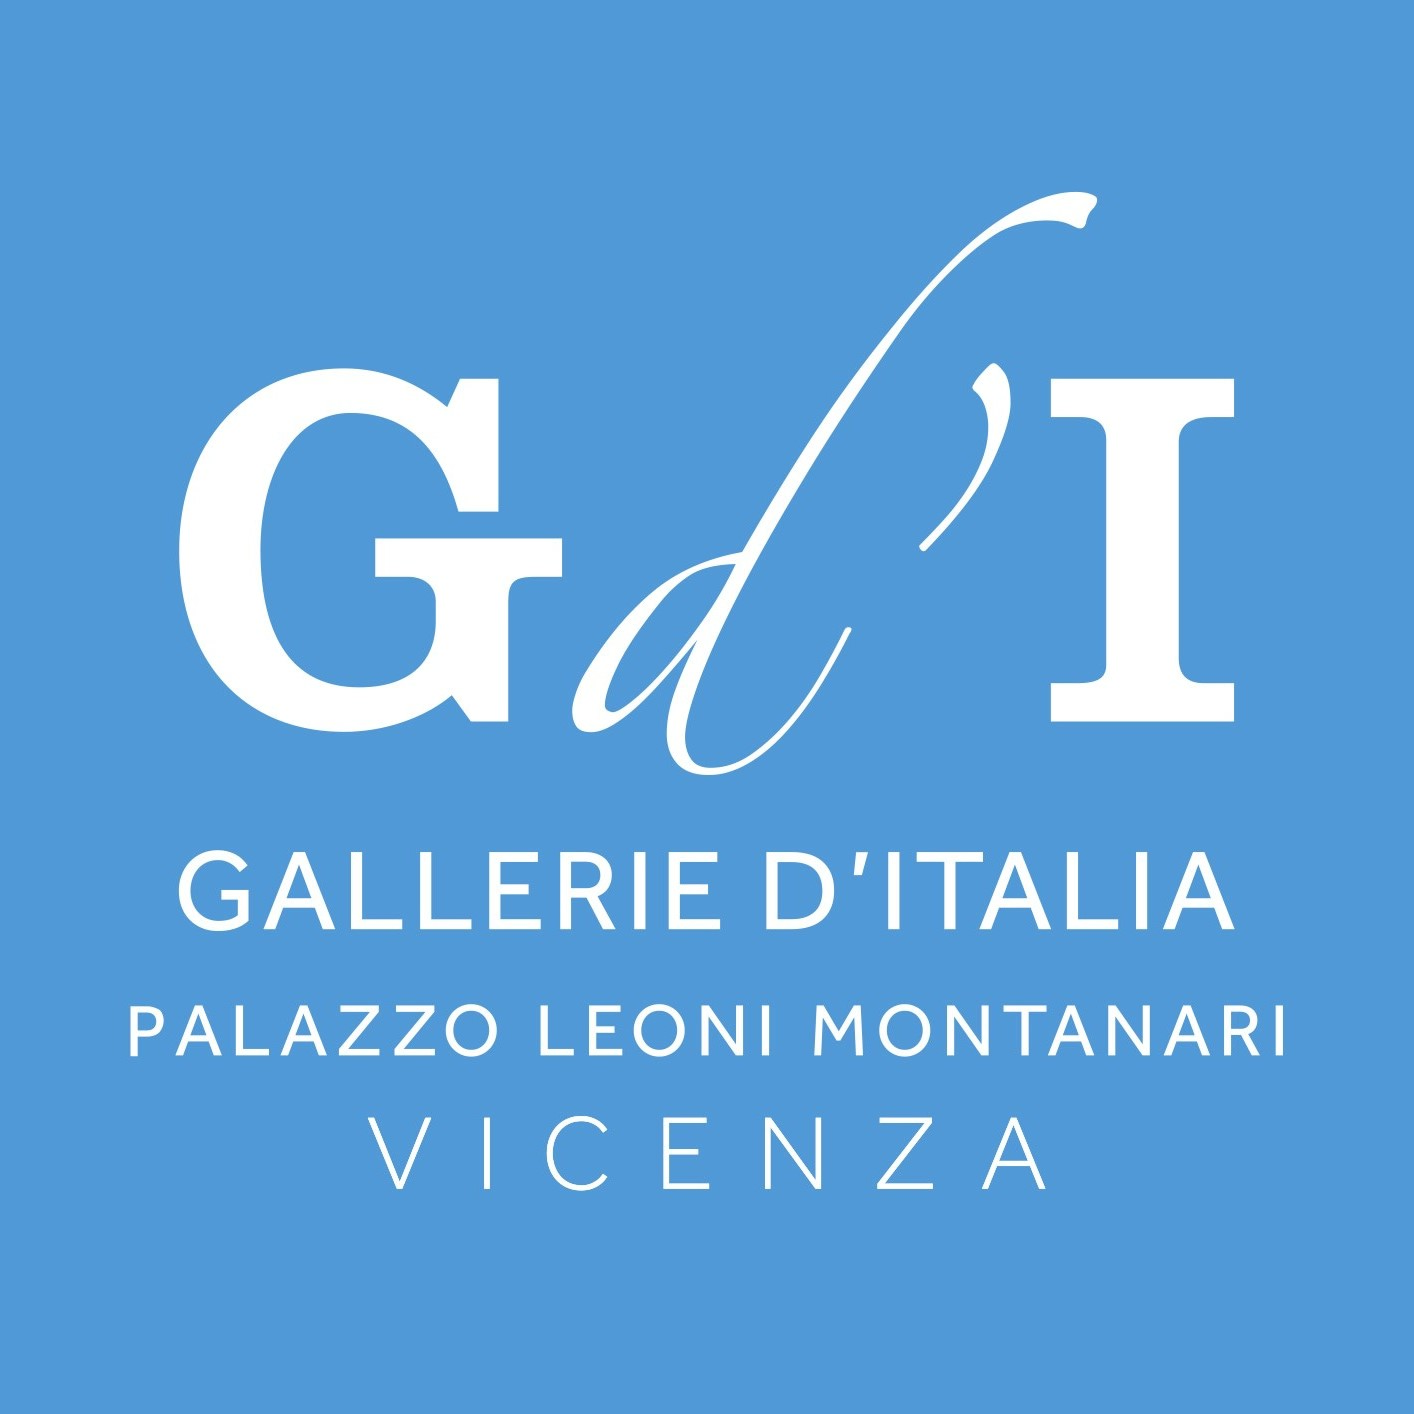 Gd'I
GALLERIE D'ITALIA
PALAZZO LEONI MONTANARI
VICENZA